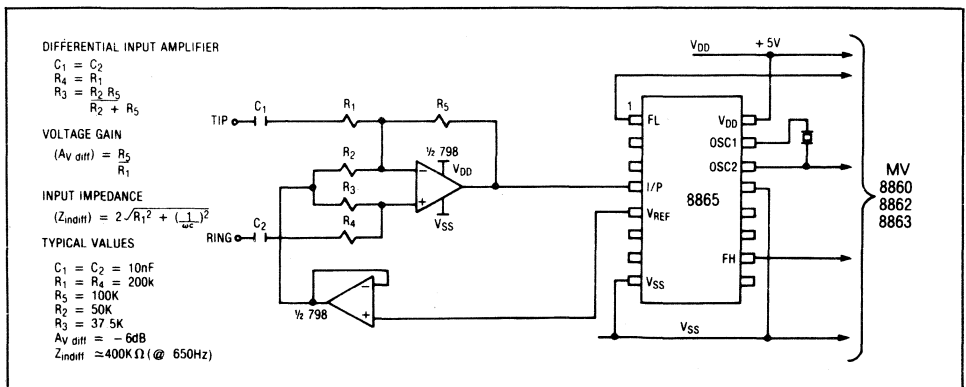 DIFFERENTIAL INPUT AMPLIFIER
C1 = C2
R4 = R1
R3 = R2 R5
R2 + R5
VOLTAGE GAIN
(AV diff) = R5
R1
INPUT IMPEDANCE
(Zindiff) = 2√R1² + (1/ωc)²
TYPICAL VALUES
C1 = C2 = 10nF
R1 = R4 = 200k
R5 = 100K
R2 = 50K
R3 = 37 5K
AV diff = − 6dB
Zindiff ≃400KΩ (@ 650Hz)
TIP
C1
R1
R5
R2
R3
R4
½ 798
VDD
−
+
VSS
RING
C2
½ 798
−
+
VDD
+ 5V
1
FL
VDD
OSC1
OSC2
I/P
8865
VREF
FH
VSS
VSS
MV
8860
8862
8863